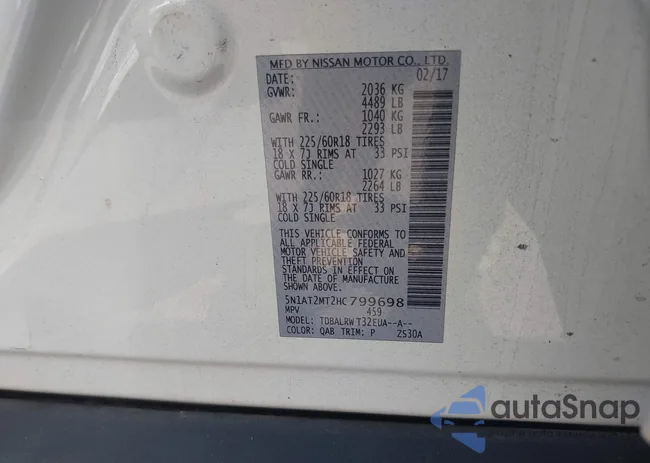 MFD BY NISSAN MOTOR CO., LTD.
DATE: 02/17
GVWR: 2036 KG
4489 LB
GAWR FR.: 1040 KG
2293 LB
WITH 225/60R18 TIRES
18 X 7J RIMS AT 33 PSI
COLD SINGLE
GAWR RR.: 1027 KG
2264 LB
WITH 225/60R18 TIRES
18 X 7J RIMS AT 33 PSI
COLD SINGLE
THIS VEHICLE CONFORMS TO
ALL APPLICABLE FEDERAL
MOTOR VEHICLE SAFETY AND
THEFT PREVENTION
STANDARDS IN EFFECT ON
THE DATE OF MANUFACTURE
SHOWN ABOVE.
5N1AT2MT2HC799698
MPV 459
MODEL: TDBALRW T32EUA--A--
COLOR: QAB TRIM: P ZS30A
autoSnap